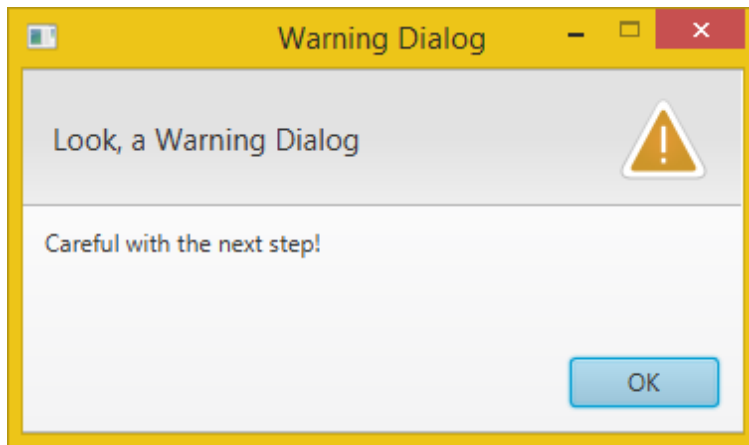 Warning Dialog
Look, a Warning Dialog
Careful with the next step!
OK